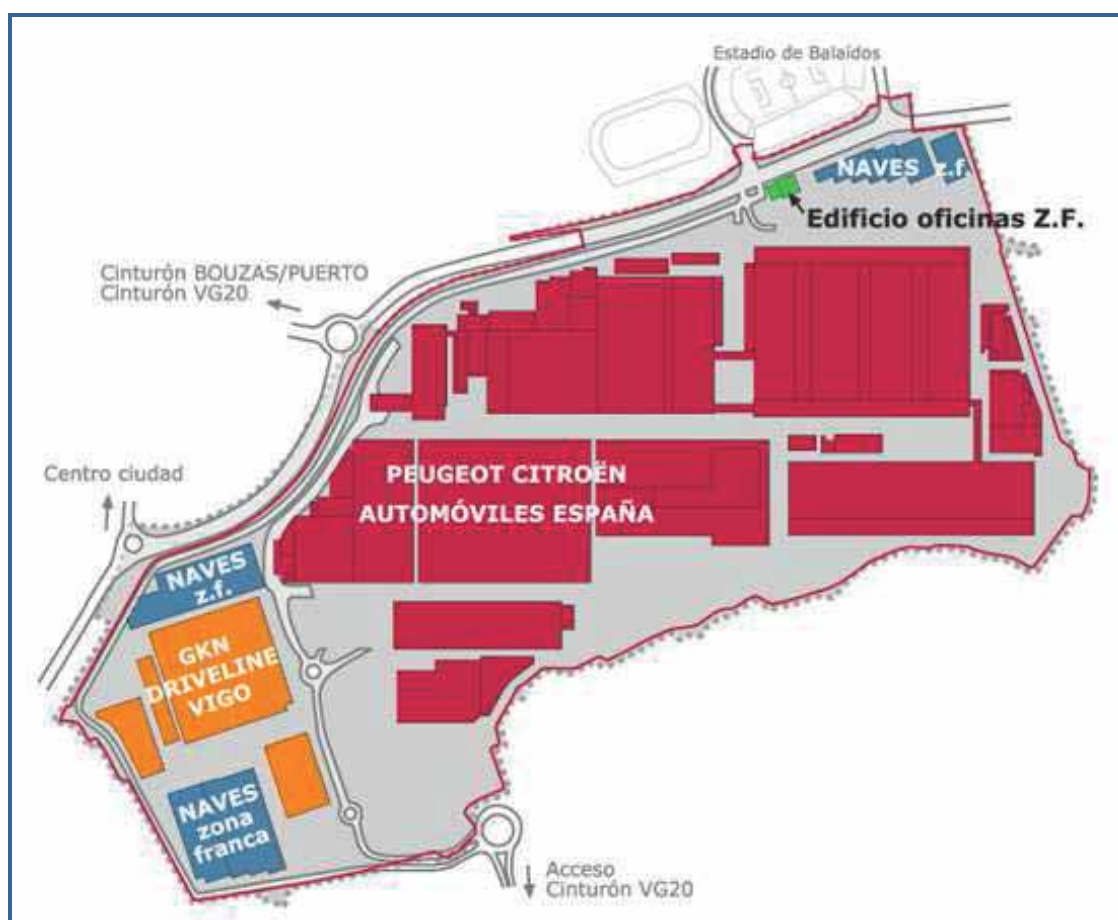 Estadio de Balaídos
NAVES z.f.
Edificio oficinas Z.F.
Cinturón BOUZAS/PUERTO
Cinturón VG20
Centro ciudad
PEUGEOT CITROËN
AUTOMÓVILES ESPAÑA
NAVES
z.f.
GKN
DRIVELINE
VIGO
NAVES
zona
franca
Acceso
Cinturón VG20